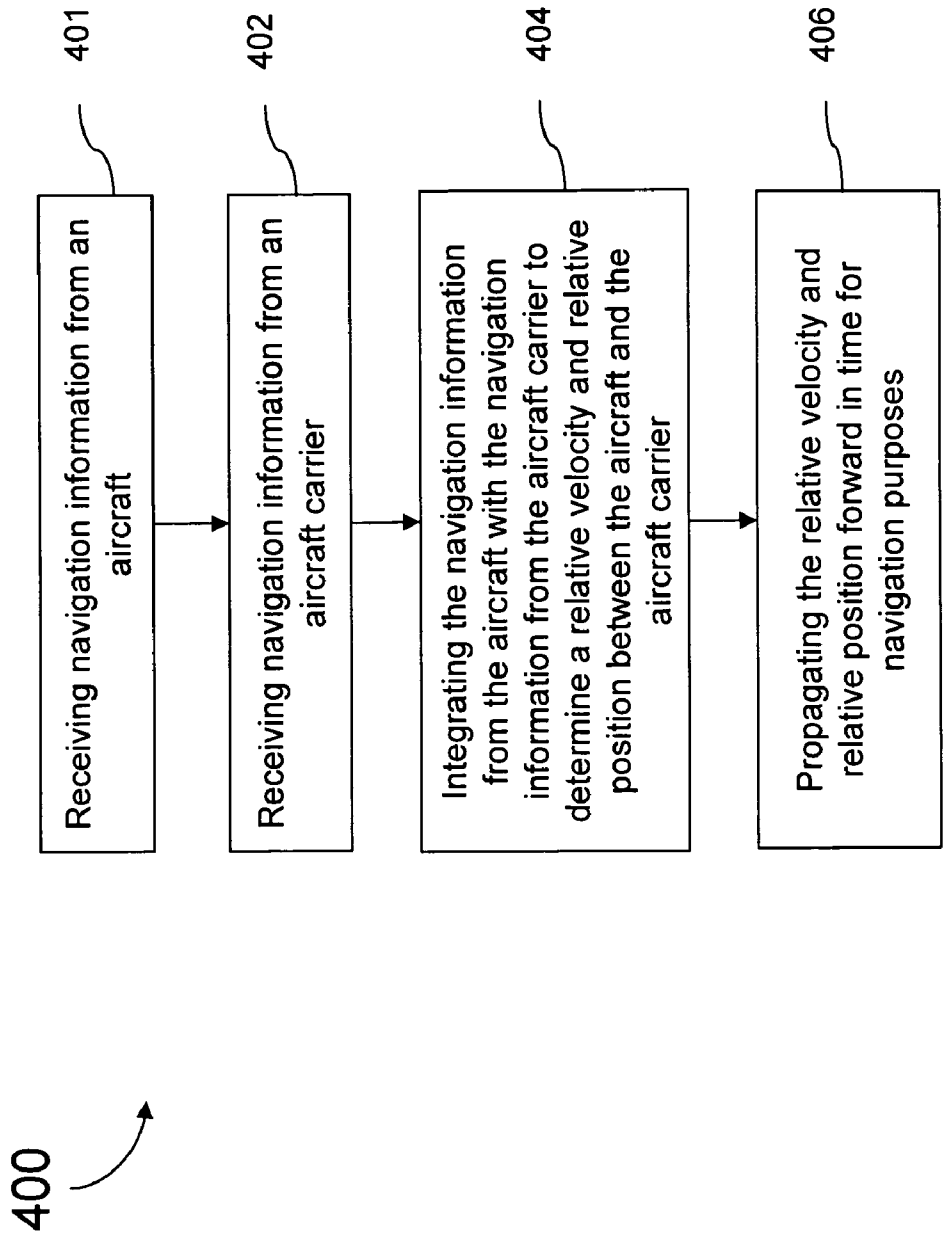 400
Receiving navigation information from an
aircraft
401
Receiving navigation information from an
aircraft carrier
402
Integrating the navigation information
from the aircraft with the navigation
information from the aircraft carrier to
determine a relative velocity and relative
position between the aircraft and the
aircraft carrier
404
Propagating the relative velocity and
relative position forward in time for
navigation purposes
406